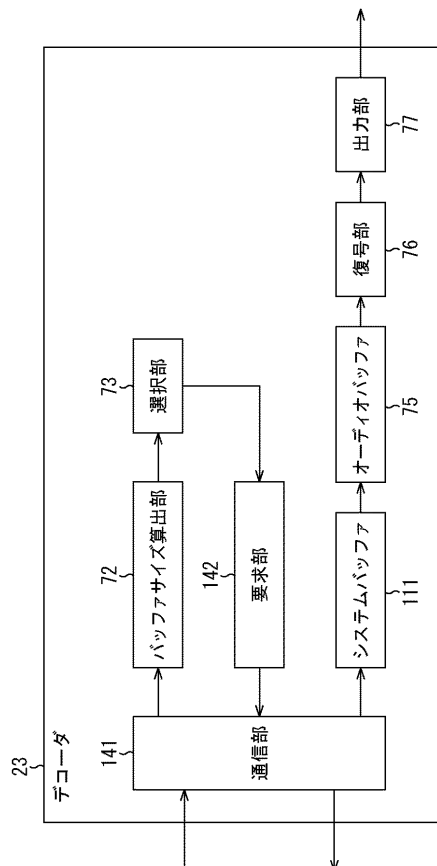 23
デコーダ
141
通信部
72
バッファサイズ算出部
73
選択部
142
要求部
111
システムバッファ
75
オーディオバッファ
76
復号部
77
出力部